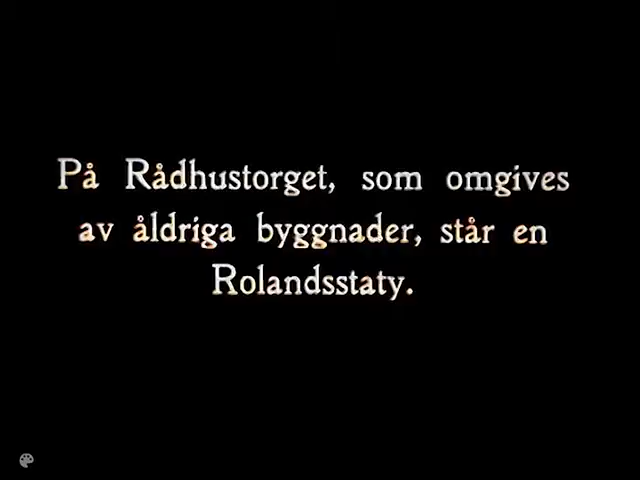 På Rådhustorget, som omgives
av åldriga byggnader, står en
Rolandsstaty.